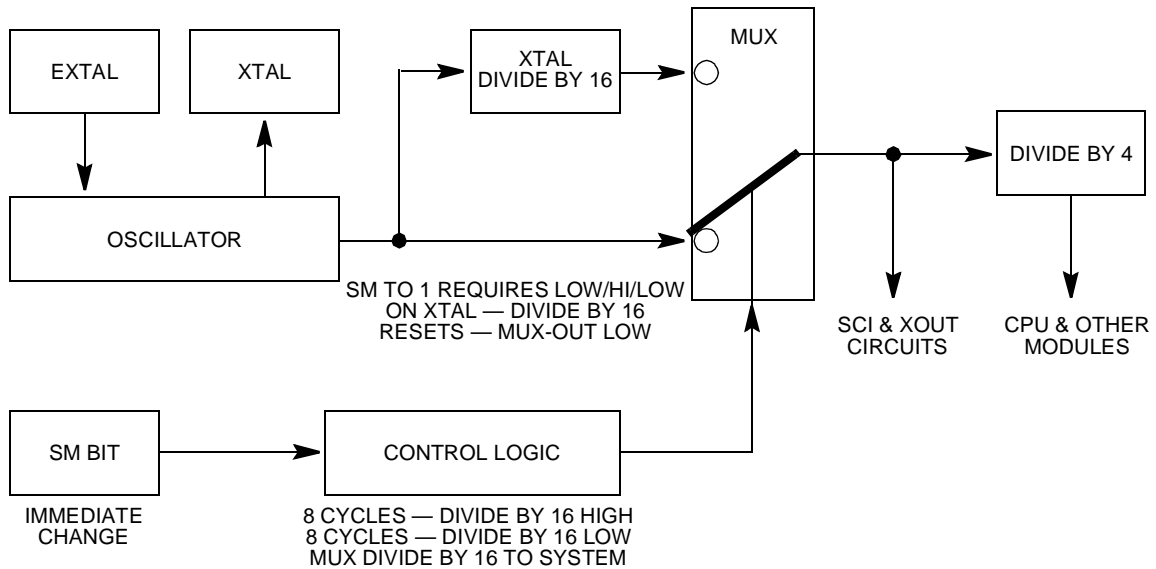 MUX
EXTAL
XTAL
XTAL
DIVIDE BY 16
DIVIDE BY 4
OSCILLATOR
SM TO 1 REQUIRES LOW/HI/LOW
ON XTAL — DIVIDE BY 16
RESETS — MUX-OUT LOW
SCI & XOUT
CIRCUITS
CPU & OTHER
MODULES
SM BIT
CONTROL LOGIC
IMMEDIATE
CHANGE
8 CYCLES — DIVIDE BY 16 HIGH
8 CYCLES — DIVIDE BY 16 LOW
MUX DIVIDE BY 16 TO SYSTEM